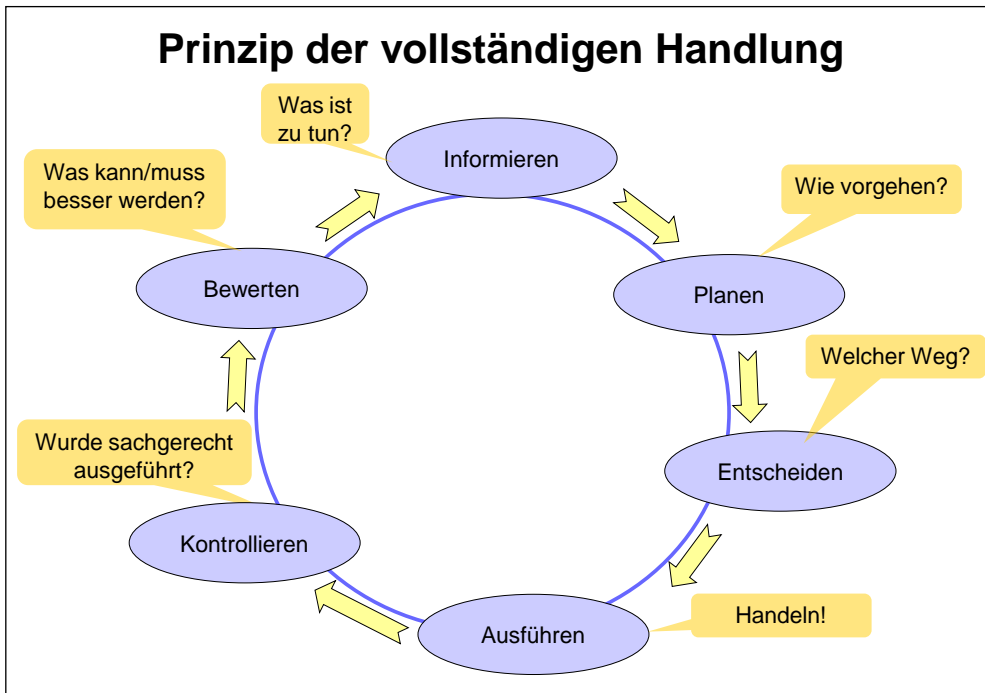 Prinzip der vollständigen Handlung
Was ist
zu tun?
Informieren
Wie vorgehen?
Planen
Welcher Weg?
Entscheiden
Handeln!
Ausführen
Wurde sachgerecht
ausgeführt?
Kontrollieren
Was kann/muss
besser werden?
Bewerten